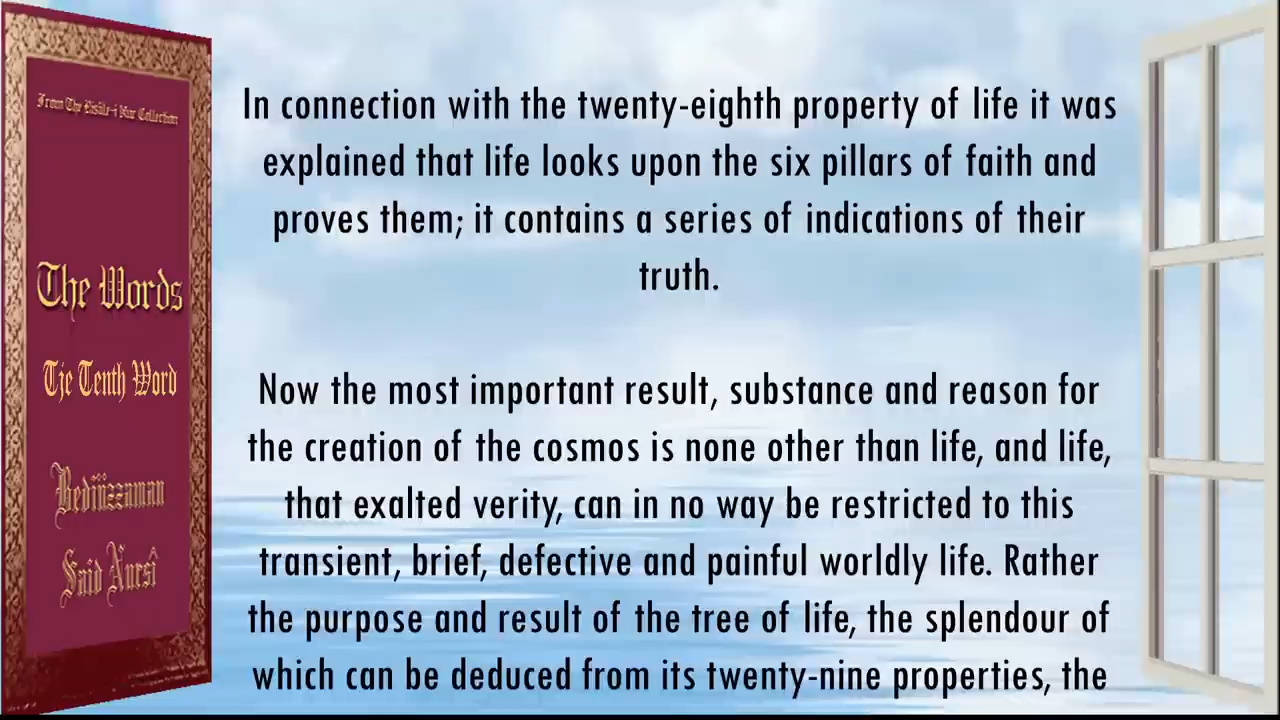 From The Risale-i Nur Collection
The Words
Tje Tenth Word
Bediüzzaman
Said Nursî
In connection with the twenty-eighth property of life it was
explained that life looks upon the six pillars of faith and
proves them; it contains a series of indications of their
truth.
Now the most important result, substance and reason for
the creation of the cosmos is none other than life, and life,
that exalted verity, can in no way be restricted to this
transient, brief, defective and painful worldly life. Rather
the purpose and result of the tree of life, the splendour of
which can be deduced from its twenty-nine properties, the